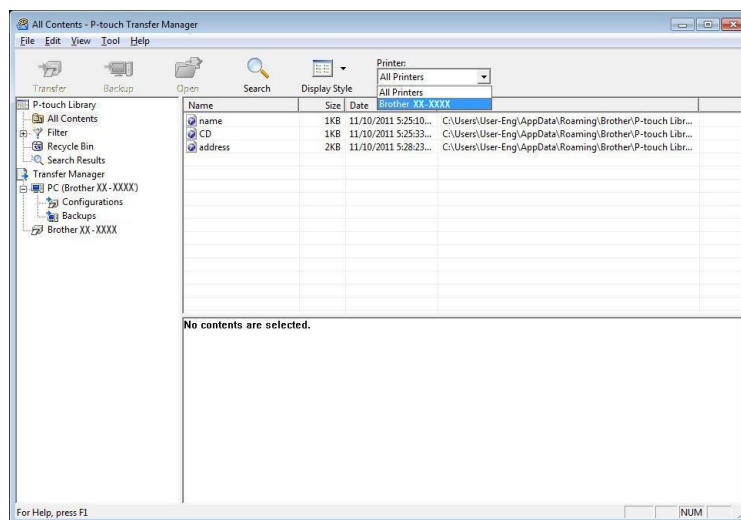 All Contents - P-touch Transfer Manager
File Edit View Tool Help
Transfer Backup Open Search Display Style
Printer:
All Printers
All Printers
Brother XX-XXXX
P-touch Library
All Contents
Filter
Recycle Bin
Search Results
Transfer Manager
PC (Brother XX-XXXX)
Configurations
Backups
Brother XX-XXXX
Name Size Date
name 1KB 11/10/2011 5:25:10... C:\Users\User-Eng\AppData\Roaming\Brother\P-touch Libr...
CD 1KB 11/10/2011 5:25:33... C:\Users\User-Eng\AppData\Roaming\Brother\P-touch Libr...
address 2KB 11/10/2011 5:28:23... C:\Users\User-Eng\AppData\Roaming\Brother\P-touch Libr...
No contents are selected.
For Help, press F1 NUM